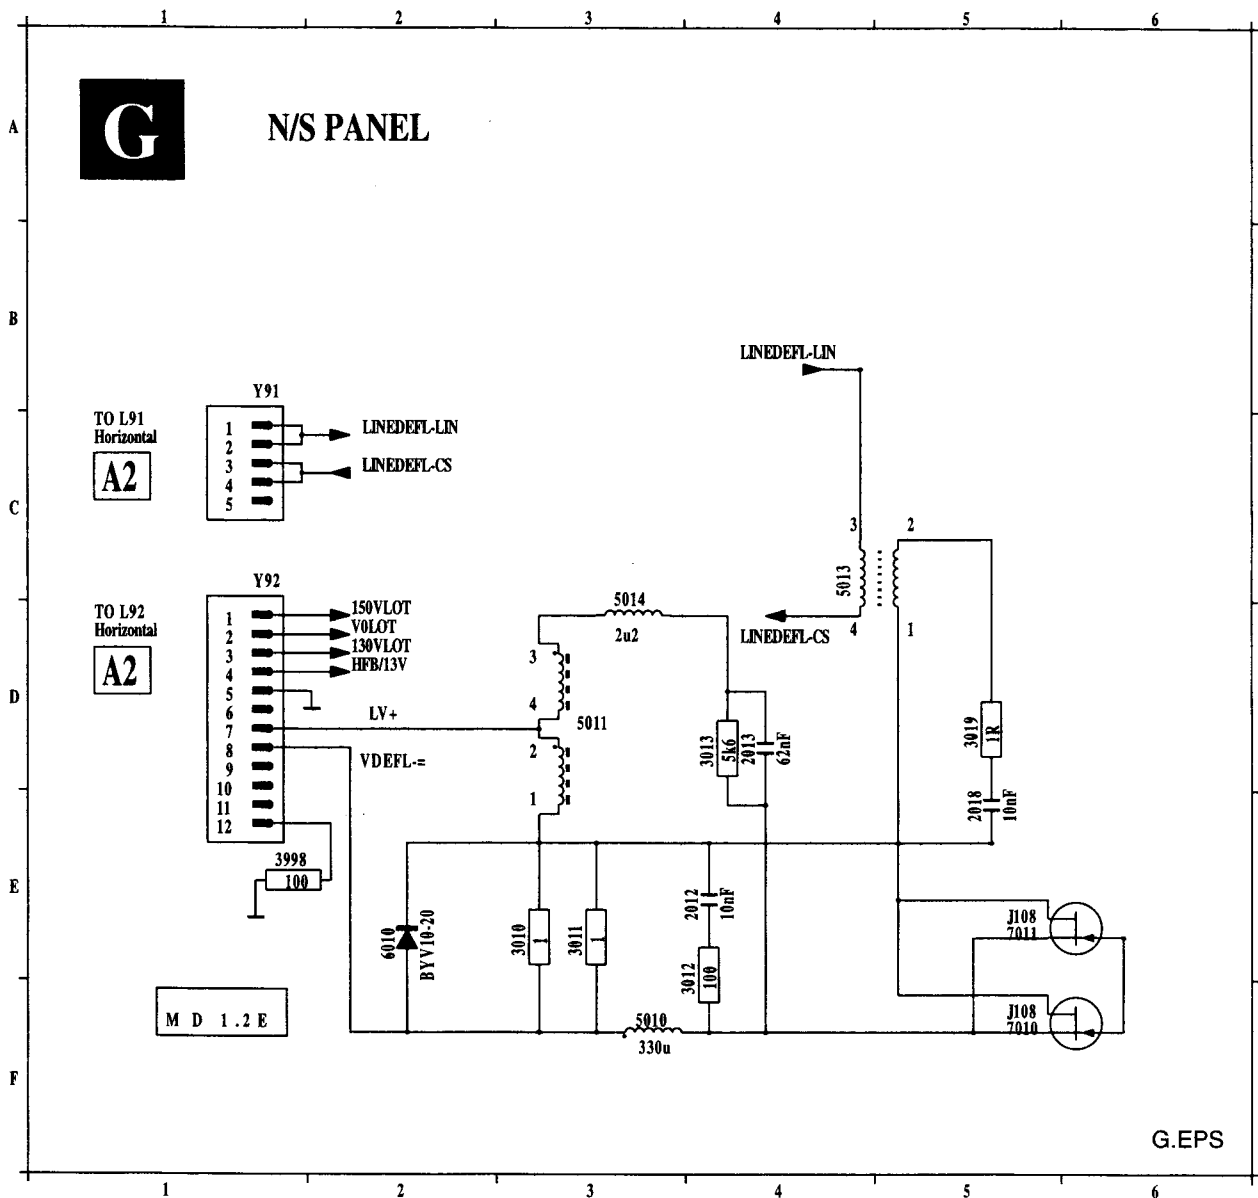 1 2 3 4 5 6
A
G N/S PANEL
B
LINEDEFL-LIN
Y91
TO L91
Horizontal
A2
1
2
3
4
5
LINEDEFL-LIN
LINEDEFL-CS
C
3 2
5013
4 1
LINEDEFL-CS
Y92
TO L92
Horizontal
A2
1
2
3
4
5
6
7
8
9
10
11
12
150VLOT
V0LOT
130VLOT
HFB/13V
LV+
VDEFL-=
D
5014
2u2
3
4
5011
2
1
3013
5k6
2013
62nF
3019
1R
2018
10nF
3998
100
E
6010
BYV10-20
3010
1
3011
1
2012
10nF
3012
100
J108
7011
J108
7010
M D 1.2E
5010
330u
F
G.EPS
1 2 3 4 5 6